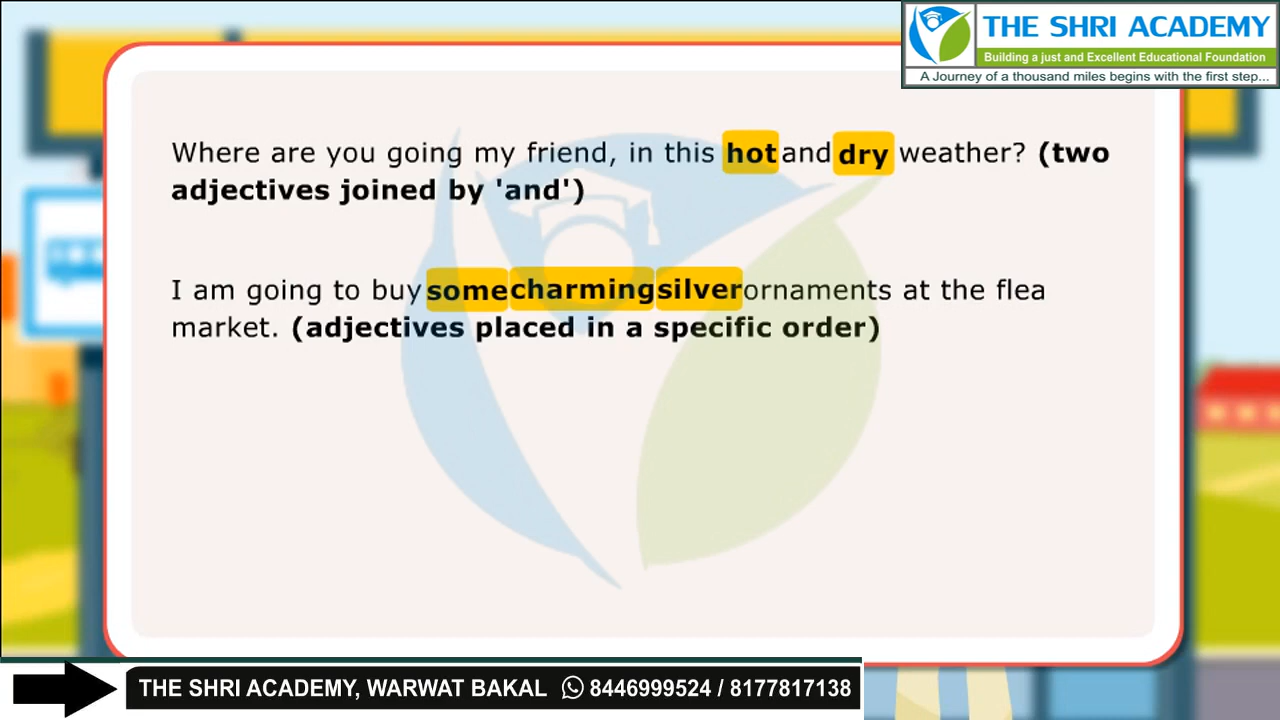 THE SHRI ACADEMY
Building a just and Excellent Educational Foundation
A Journey of a thousand miles begins with the first step...
Where are you going my friend, in this hot and dry weather? (two
adjectives joined by 'and')
I am going to buy some charming silver ornaments at the flea
market. (adjectives placed in a specific order)
THE SHRI ACADEMY, WARWAT BAKAL 8446999524 / 8177817138